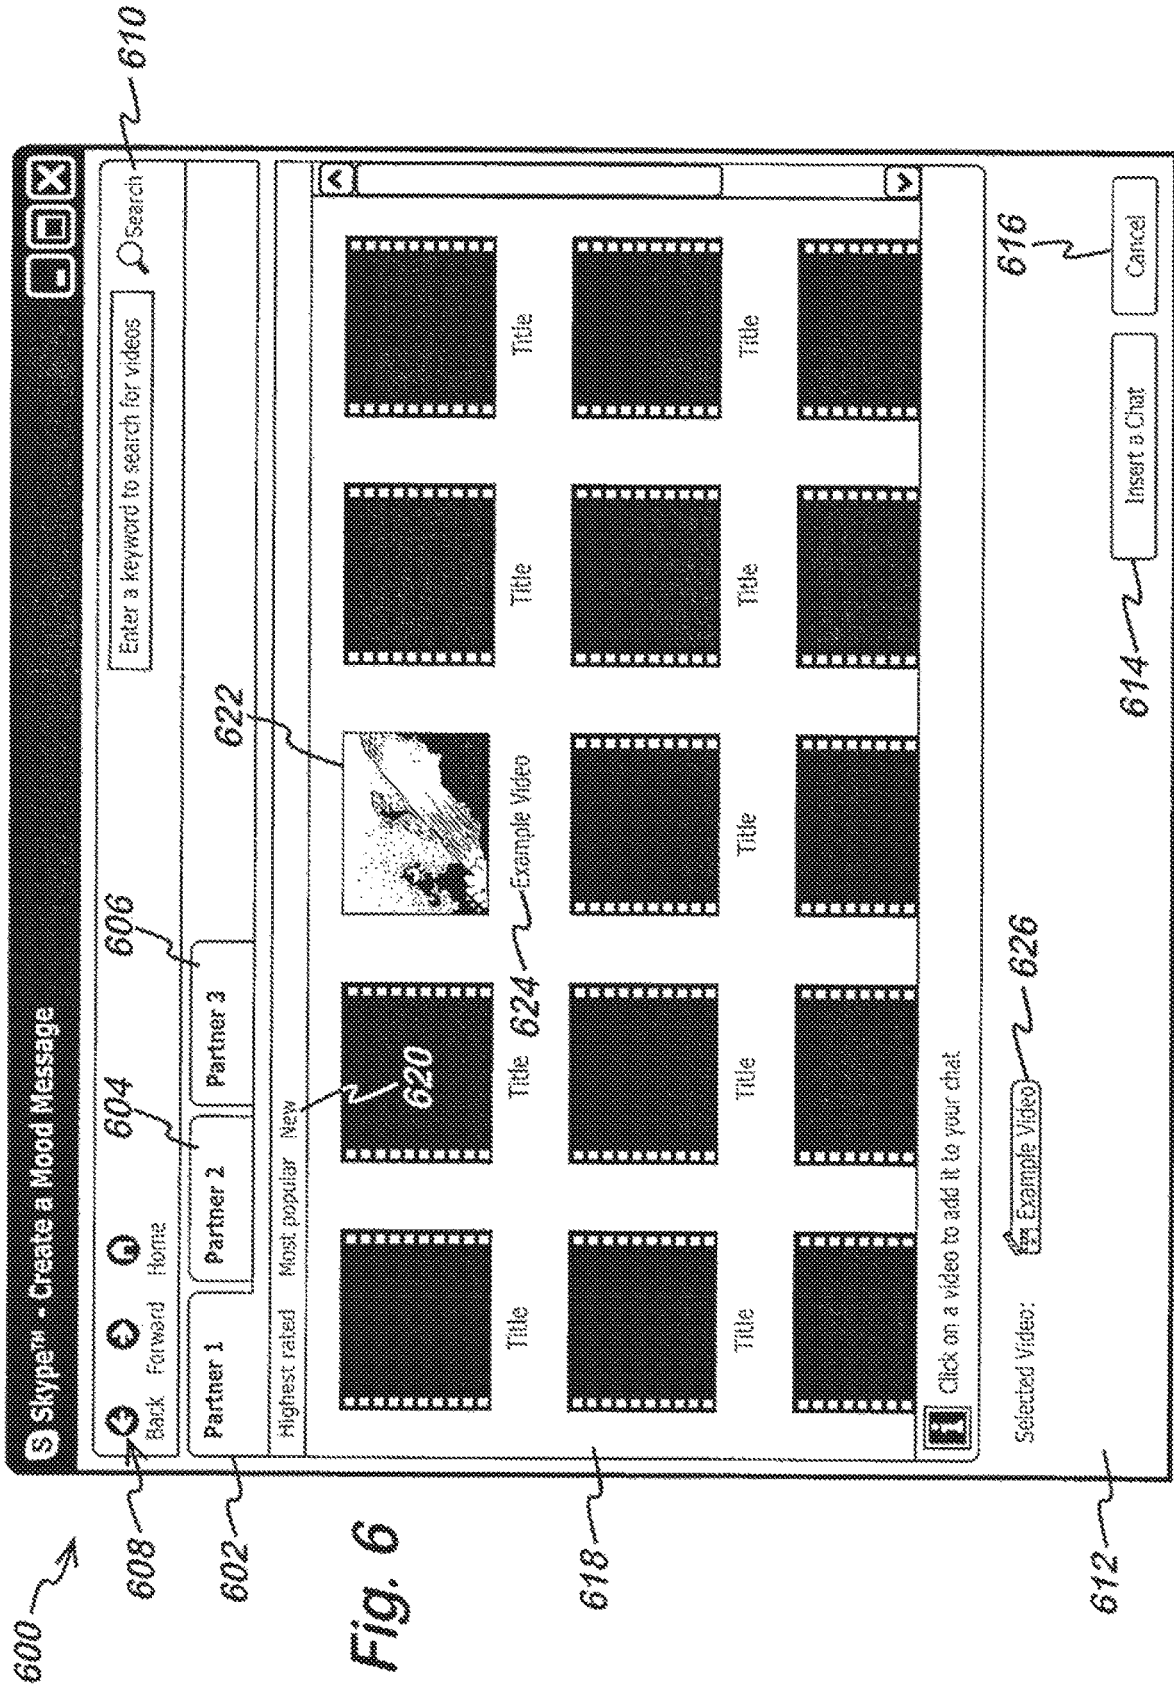 600
S Skype™ - Create a Mood Message
608
Back Forward Home
Enter a keyword to search for videos
Search
610
602
Partner 1
Partner 2
604
Partner 3
606
Highest rated Most popular New
620
622
Title
Title
624
Example Video
Title
Title
Title
Title
Title
Title
Title
618
i Click on a video to add it to your chat
Selected Video:
Example Video
626
612
Insert a Chat
614
Cancel
616
Fig. 6